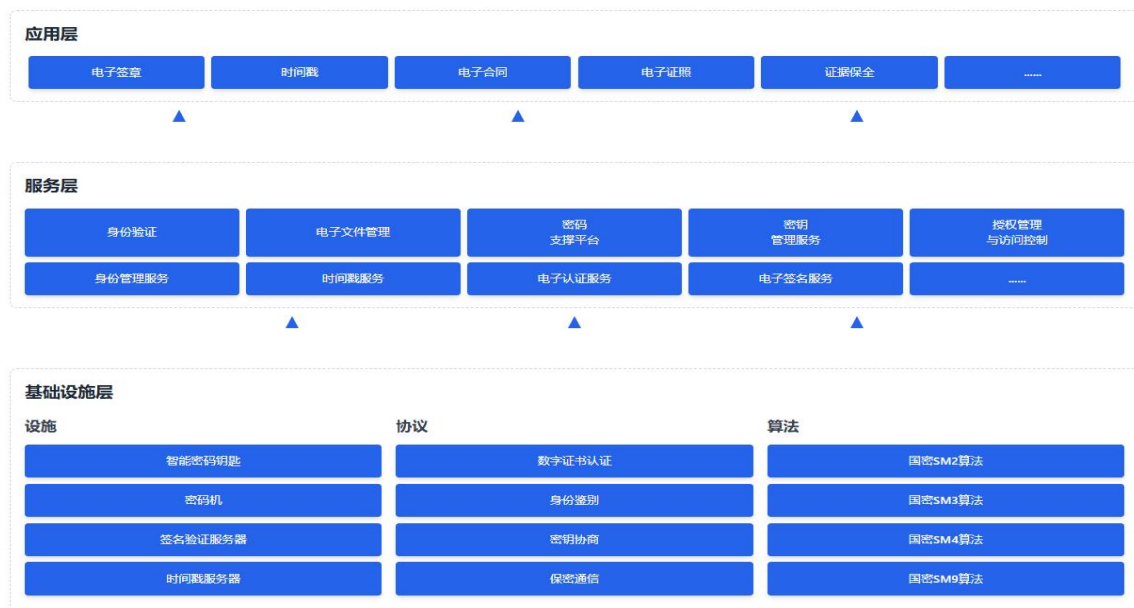 应用层
电子签章
时间戳
电子合同
电子证照
证据保全
......
服务层
身份验证
电子文件管理
密码
支撑平台
密钥
管理服务
授权管理
与访问控制
身份管理服务
时间戳服务
电子认证服务
电子签名服务
......
基础设施层
设施
协议
算法
智能密码钥匙
数字证书认证
国密SM2算法
密码机
身份鉴别
国密SM3算法
签名验证服务器
密钥协商
国密SM4算法
时间戳服务器
保密通信
国密SM9算法